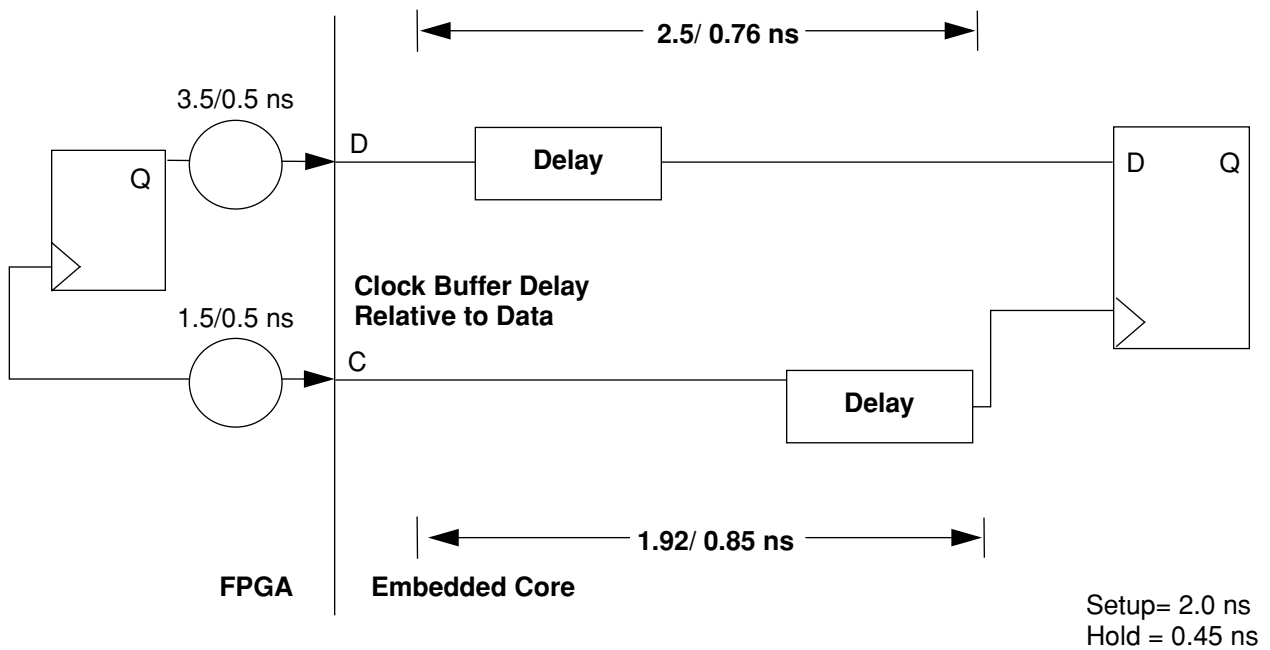 2.5/ 0.76 ns
3.5/0.5 ns
Q
D
Delay
D Q
Clock Buffer Delay
Relative to Data
1.5/0.5 ns
C
Delay
1.92/ 0.85 ns
FPGA
Embedded Core
Setup= 2.0 ns
Hold = 0.45 ns